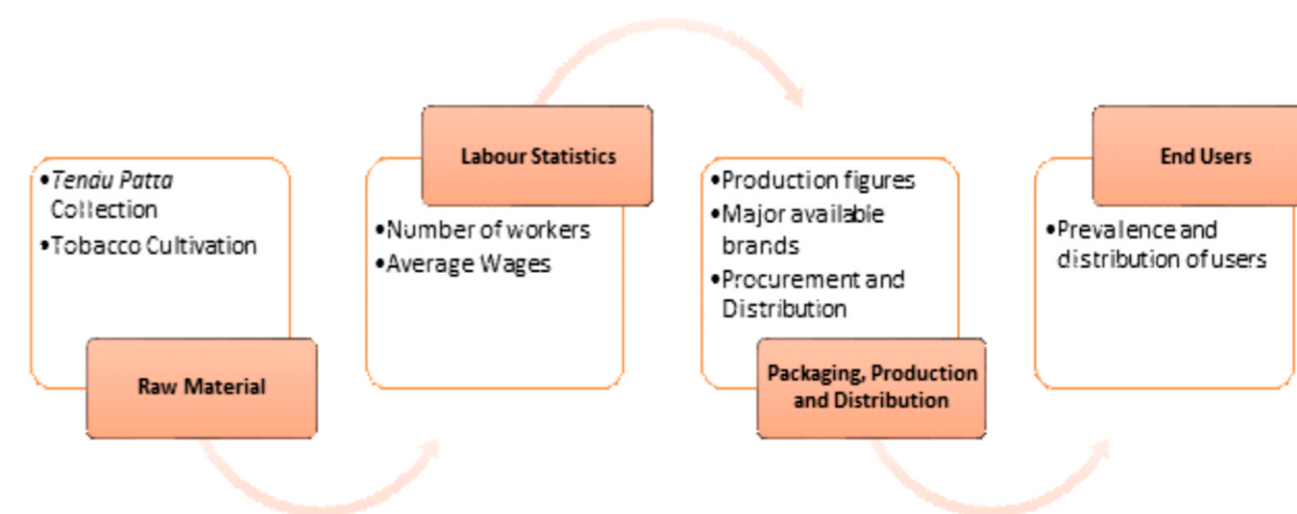 •Tendu Patta
Collection
•Tobacco Cultivation
Raw Material
Labour Statistics
•Number of workers
•Average Wages
•Production figures
•Major available
brands
•Procurement and
Distribution
Packaging, Production
and Distribution
End Users
•Prevalence and
distribution of users